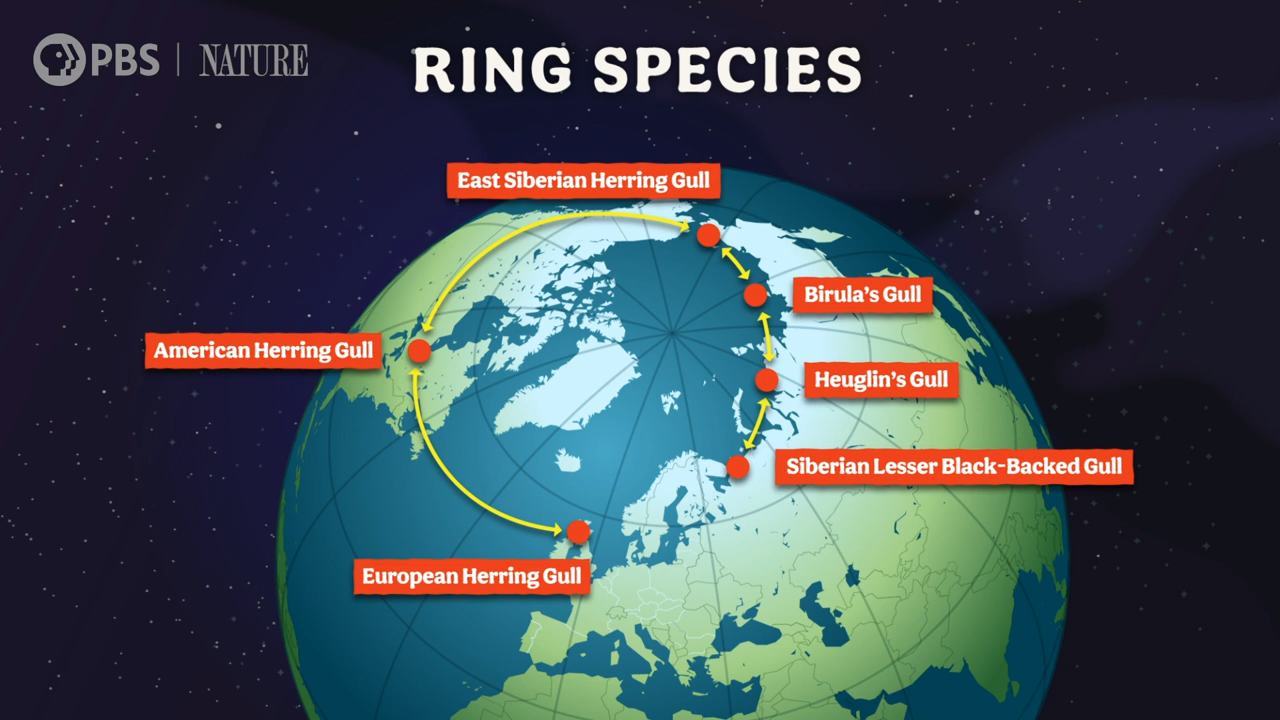 PBS | NATURE
RING SPECIES
East Siberian Herring Gull
Birula's Gull
American Herring Gull
Heuglin's Gull
Siberian Lesser Black-Backed Gull
European Herring Gull